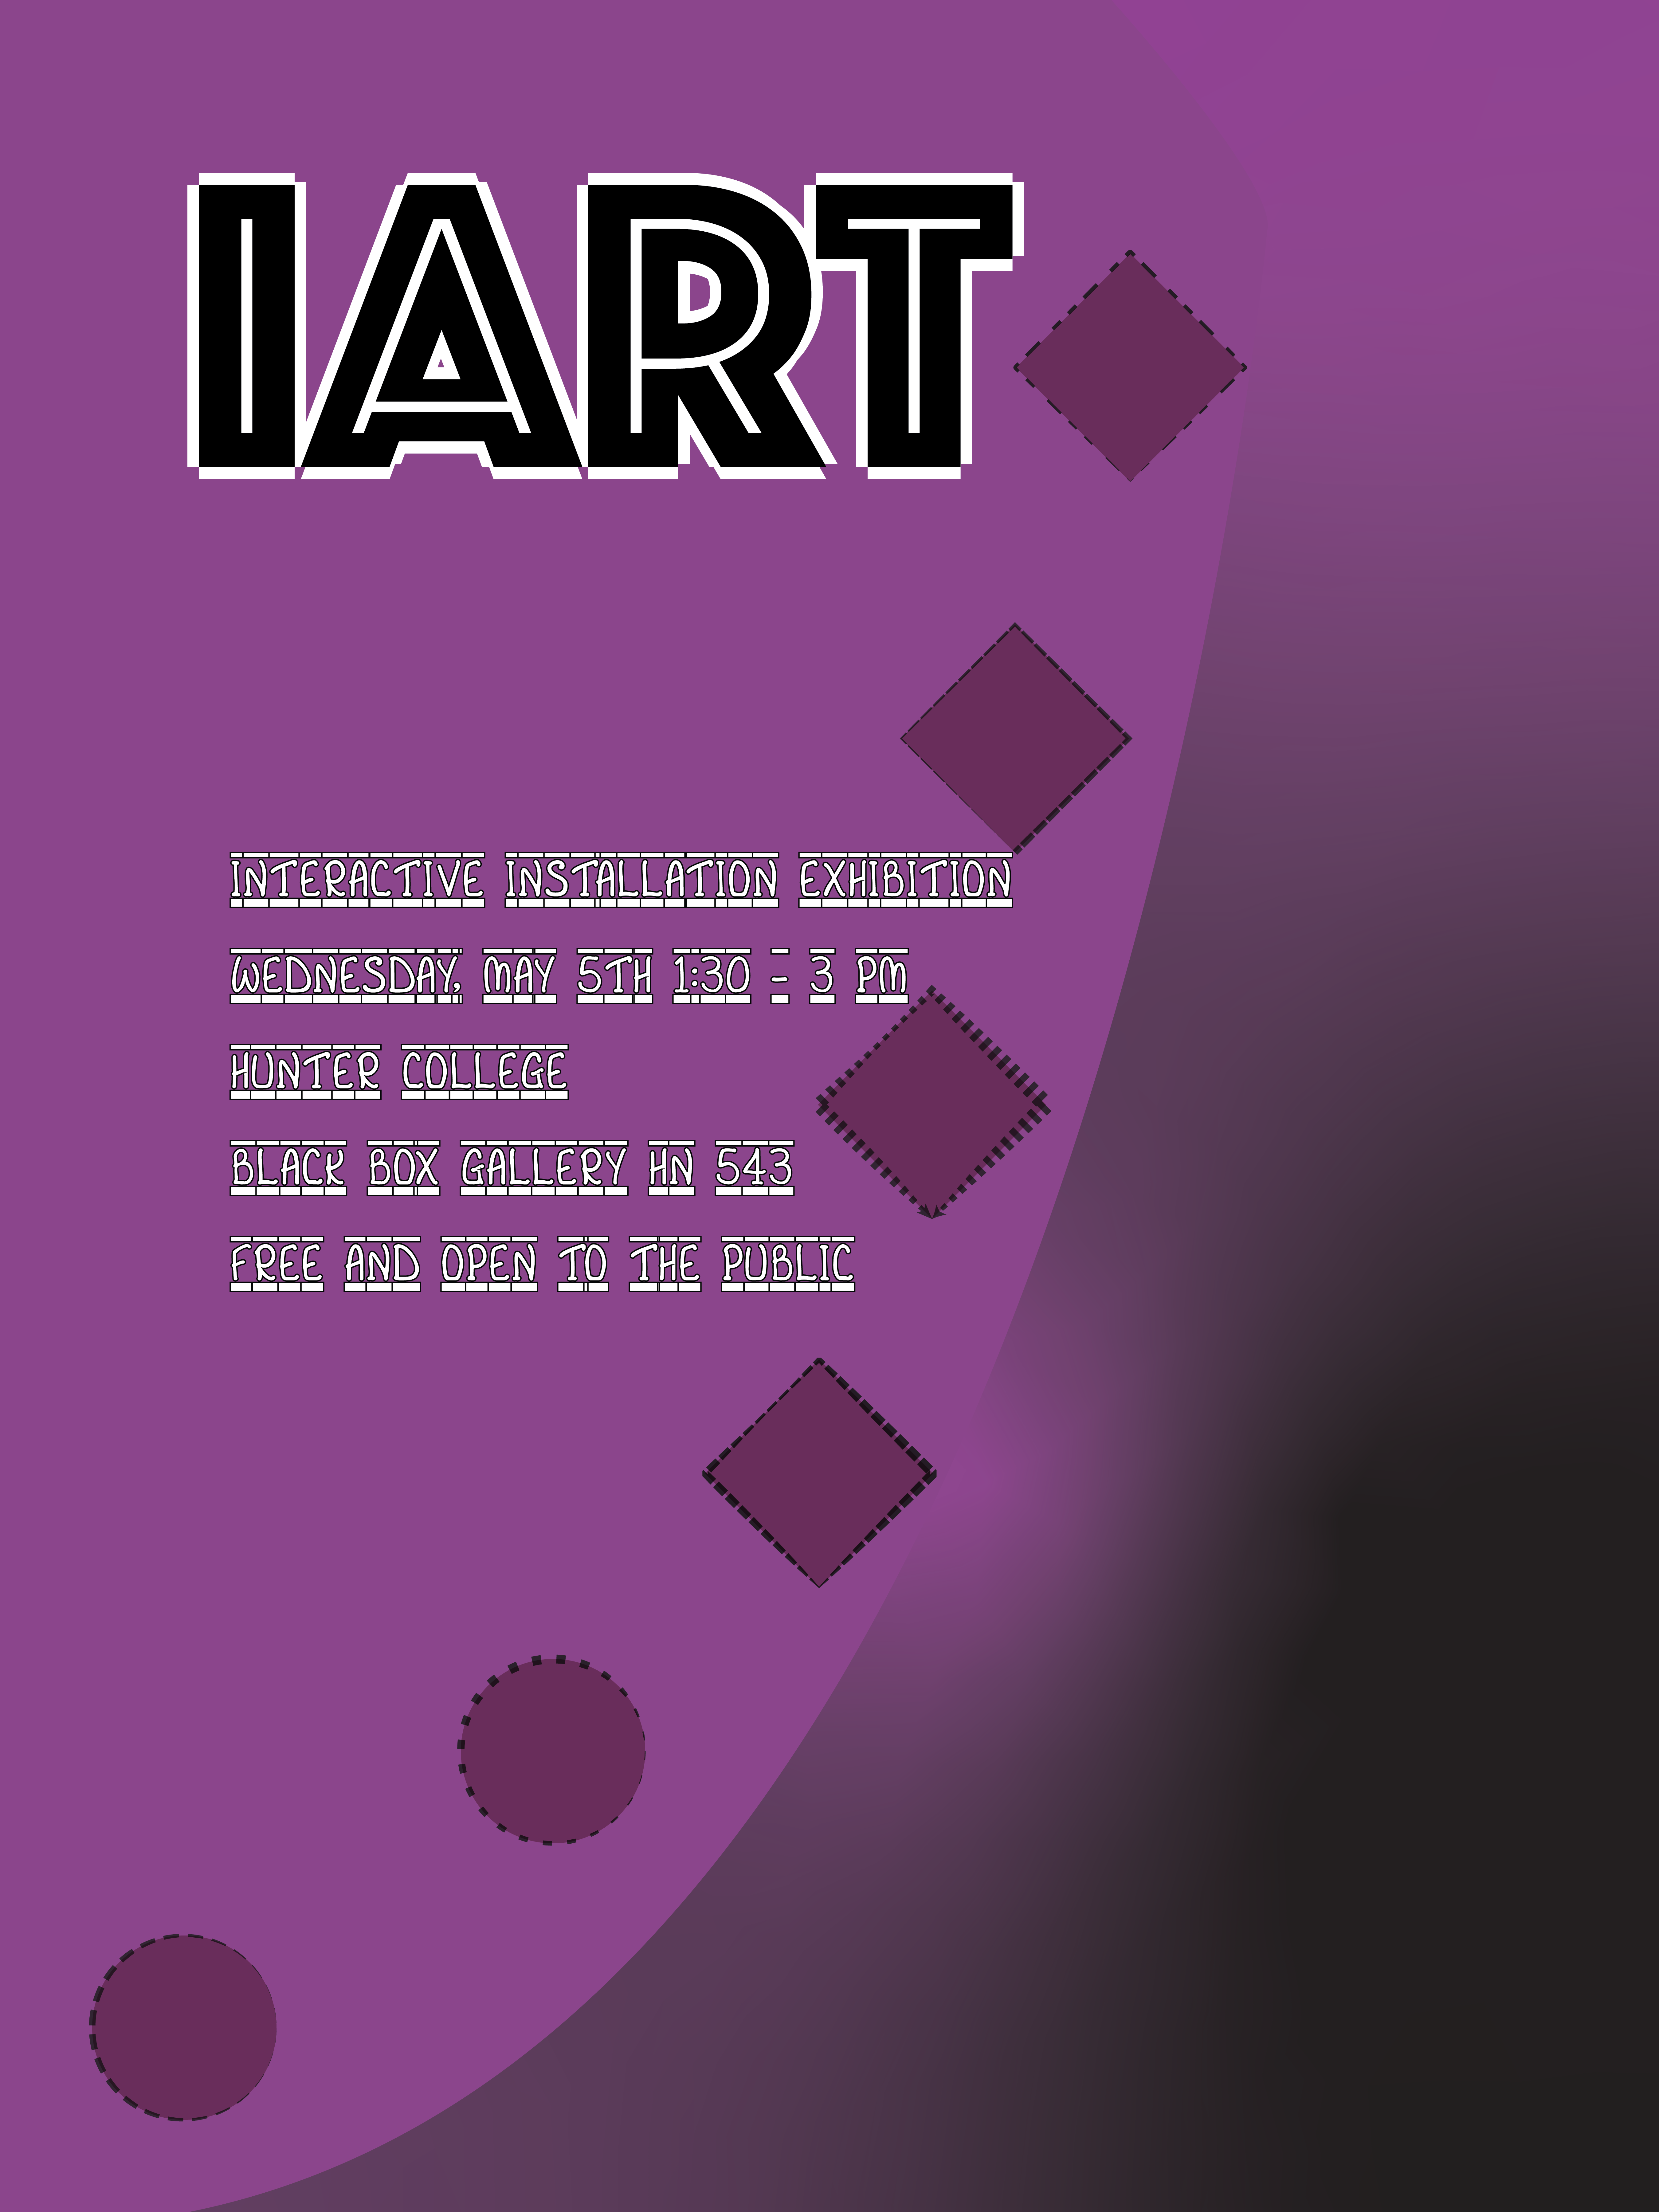 IART
INTERACTIVE INSTALLATION EXHIBITION
WEDNESDAY, MAY 5TH 1:30 - 3 PM
HUNTER COLLEGE
BLACK BOX GALLERY HN 543
FREE AND OPEN TO THE PUBLIC